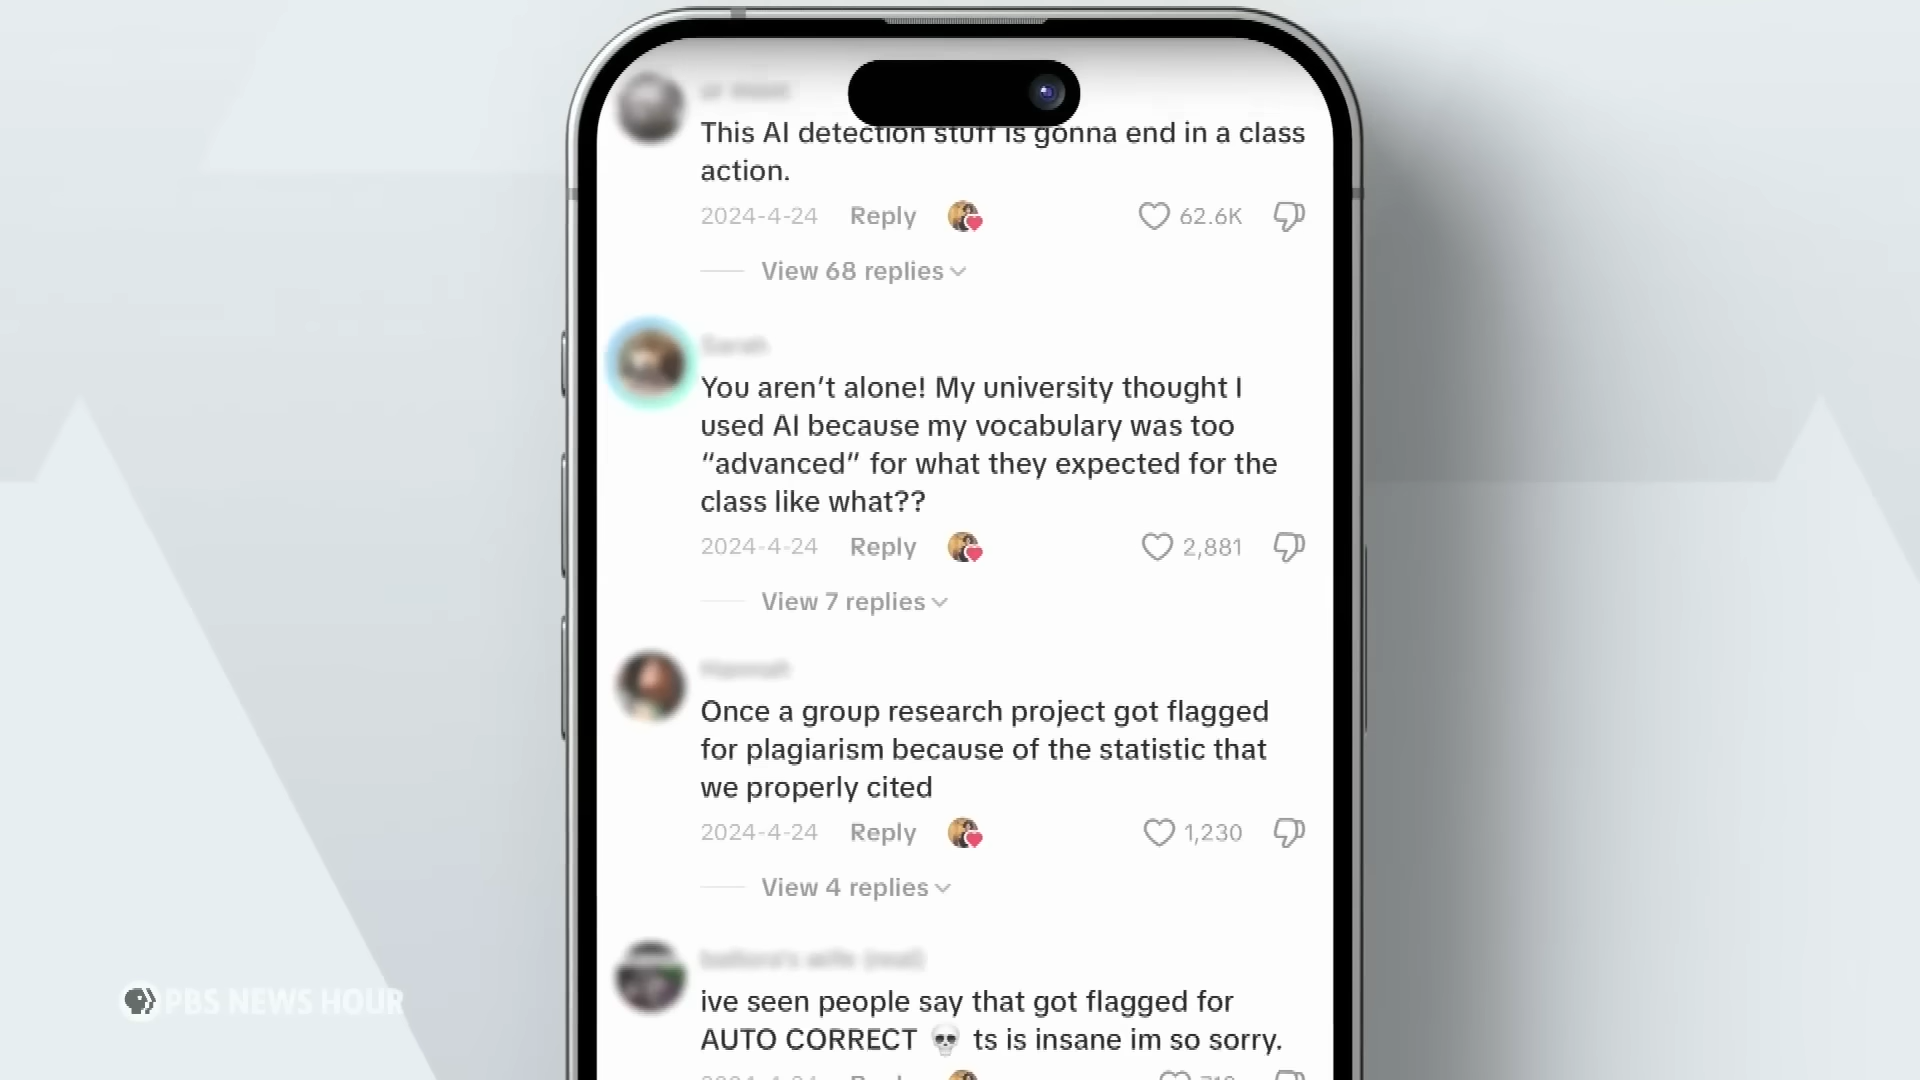 This AI detection stuff is gonna end in a class
action.
2024-4-24 Reply 62.6K
View 68 replies
Sarah
You aren’t alone! My university thought I
used AI because my vocabulary was too
“advanced” for what they expected for the
class like what??
2024-4-24 Reply 2,881
View 7 replies
Hannah
Once a group research project got flagged
for plagiarism because of the statistic that
we properly cited
2024-4-24 Reply 1,230
View 4 replies
ive seen people say that got flagged for
AUTO CORRECT 💀 ts is insane im so sorry.
PBS NEWS HOUR